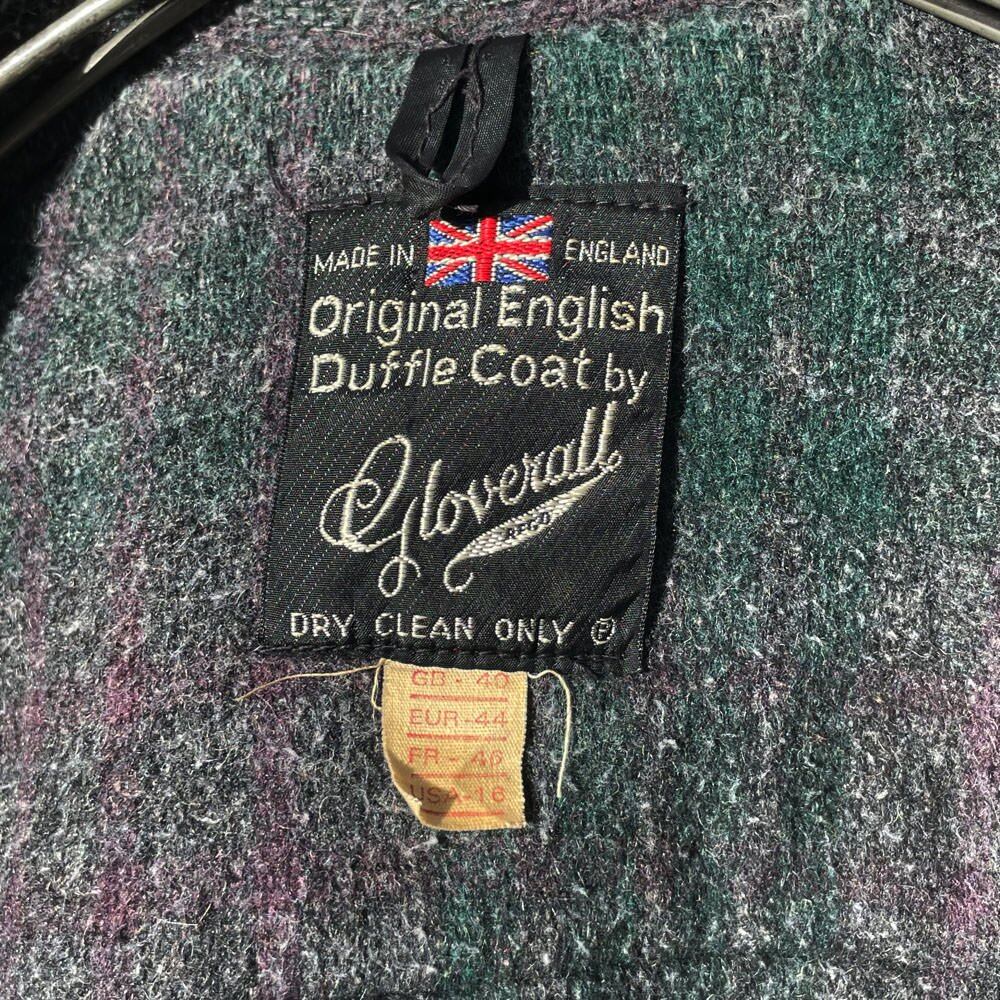 MADE IN ENGLAND
Original English
Duffle Coat by
Gloverall
REGD
DRY CLEAN ONLY Ⓟ
GB - 40
EUR - 44
FR - 46
USA - 16